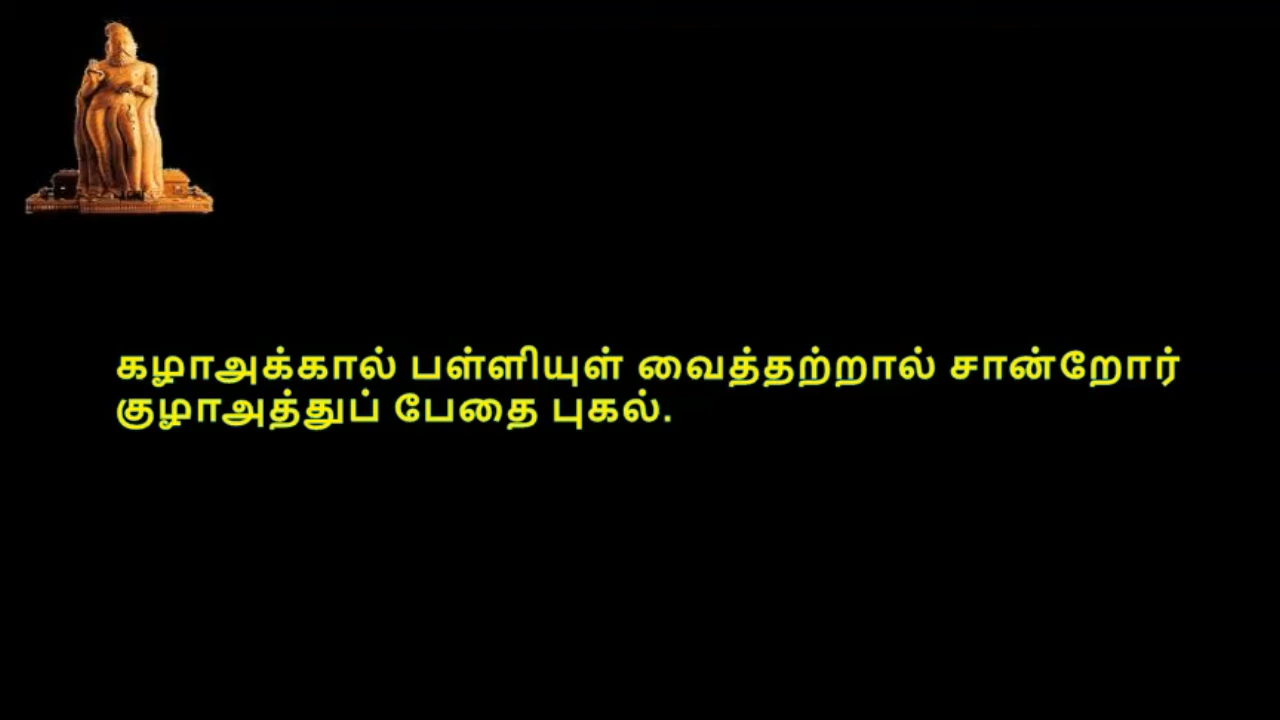 கழாஅக்கால் பள்ளியுள் வைத்தற்றால் சான்றோர்
குழாஅத்துப் பேதை புகல்.